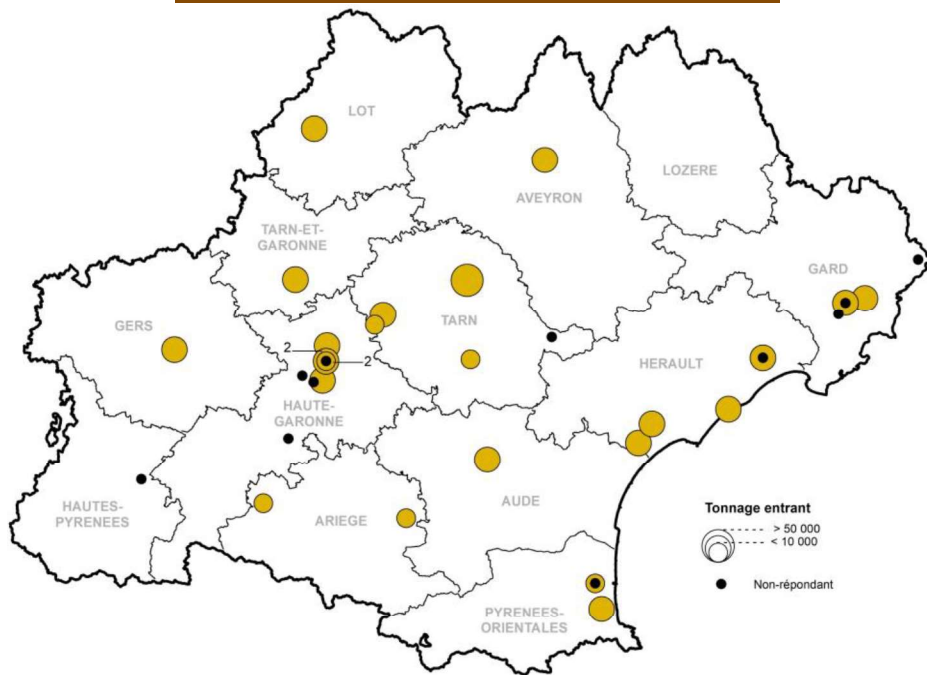 LOT
LOZERE
AVEYRON
TARN-ET-
GARONNE
GARD
GERS
TARN
2
2
HERAULT
HAUTE-
GARONNE
HAUTES-
PYRENEES
ARIEGE
AUDE
Tonnage entrant
> 50 000
< 10 000
Non-répondant
PYRENEES-
ORIENTALES